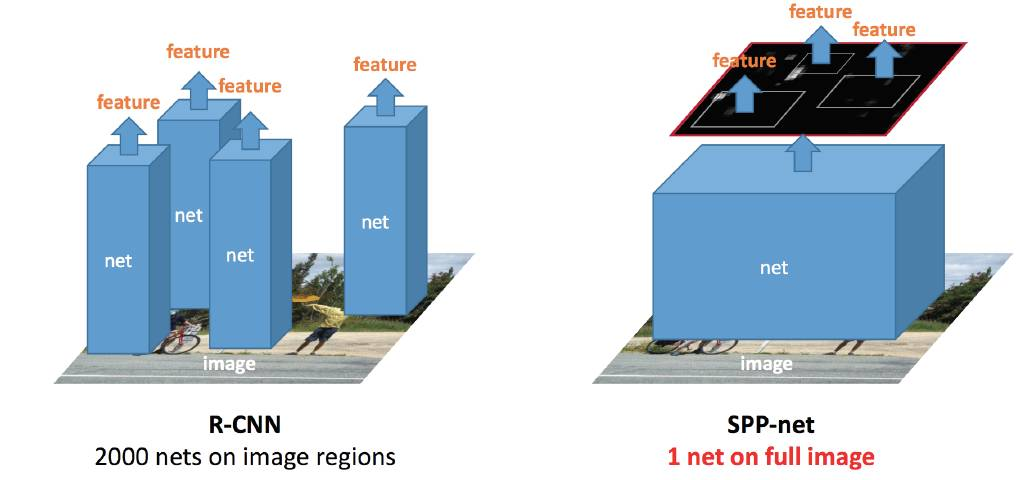 feature
feature
feature
feature
net
net
net
net
image
R-CNN
2000 nets on image regions
feature
feature
feature
net
image
SPP-net
1 net on full image